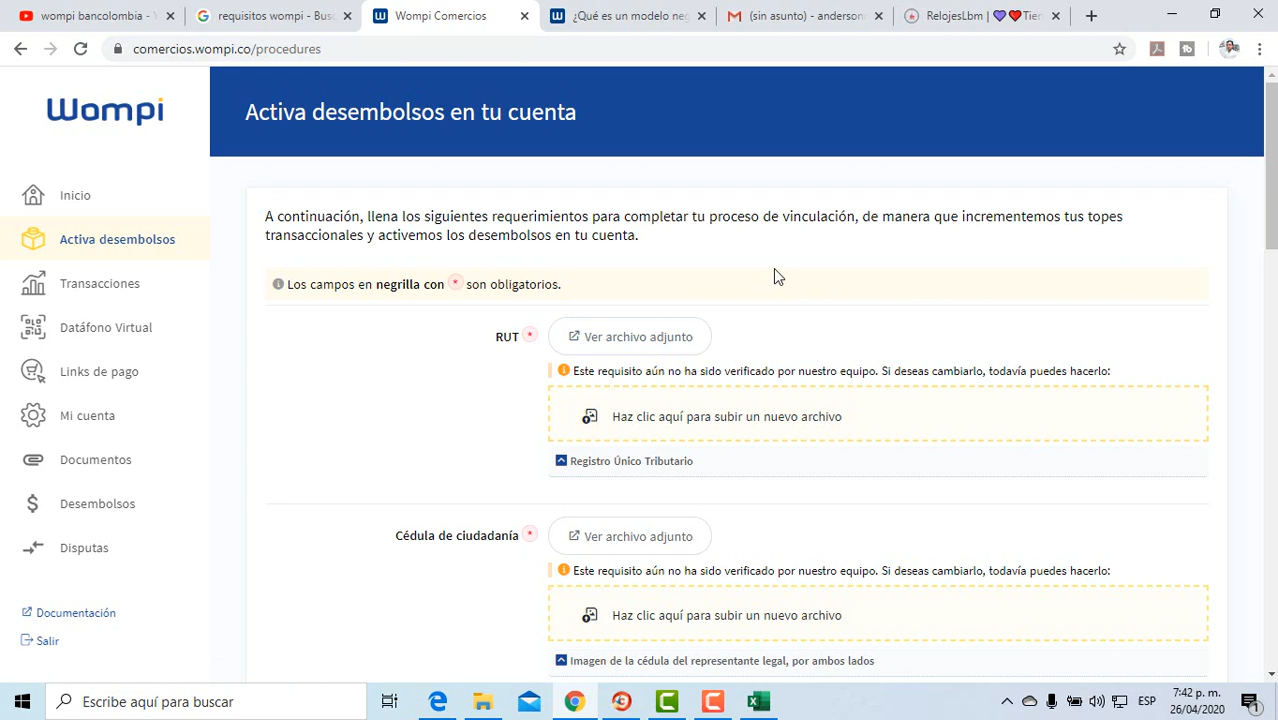 wompi bancolombia - Y
requisitos wompi - Bus
Wompi Comercios
¿Qué es un modelo neg
(sin asunto) - anderson
RelojesLbm | 💜❤️Tien
comercios.wompi.co/procedures
Wompi
Inicio
Activa desembolsos
Transacciones
Datáfono Virtual
Links de pago
Mi cuenta
Documentos
Desembolsos
Disputas
Documentación
Salir
Activa desembolsos en tu cuenta
A continuación, llena los siguientes requerimientos para completar tu proceso de vinculación, de manera que incrementemos tus topes
transaccionales y activemos los desembolsos en tu cuenta.
Los campos en negrilla con * son obligatorios.
RUT *
Ver archivo adjunto
Este requisito aún no ha sido verificado por nuestro equipo. Si deseas cambiarlo, todavía puedes hacerlo:
Haz clic aquí para subir un nuevo archivo
Registro Único Tributario
Cédula de ciudadanía *
Ver archivo adjunto
Este requisito aún no ha sido verificado por nuestro equipo. Si deseas cambiarlo, todavía puedes hacerlo:
Haz clic aquí para subir un nuevo archivo
Imagen de la cédula del representante legal, por ambos lados
Escribe aquí para buscar
ESP
7:42 p. m.
26/04/2020
1